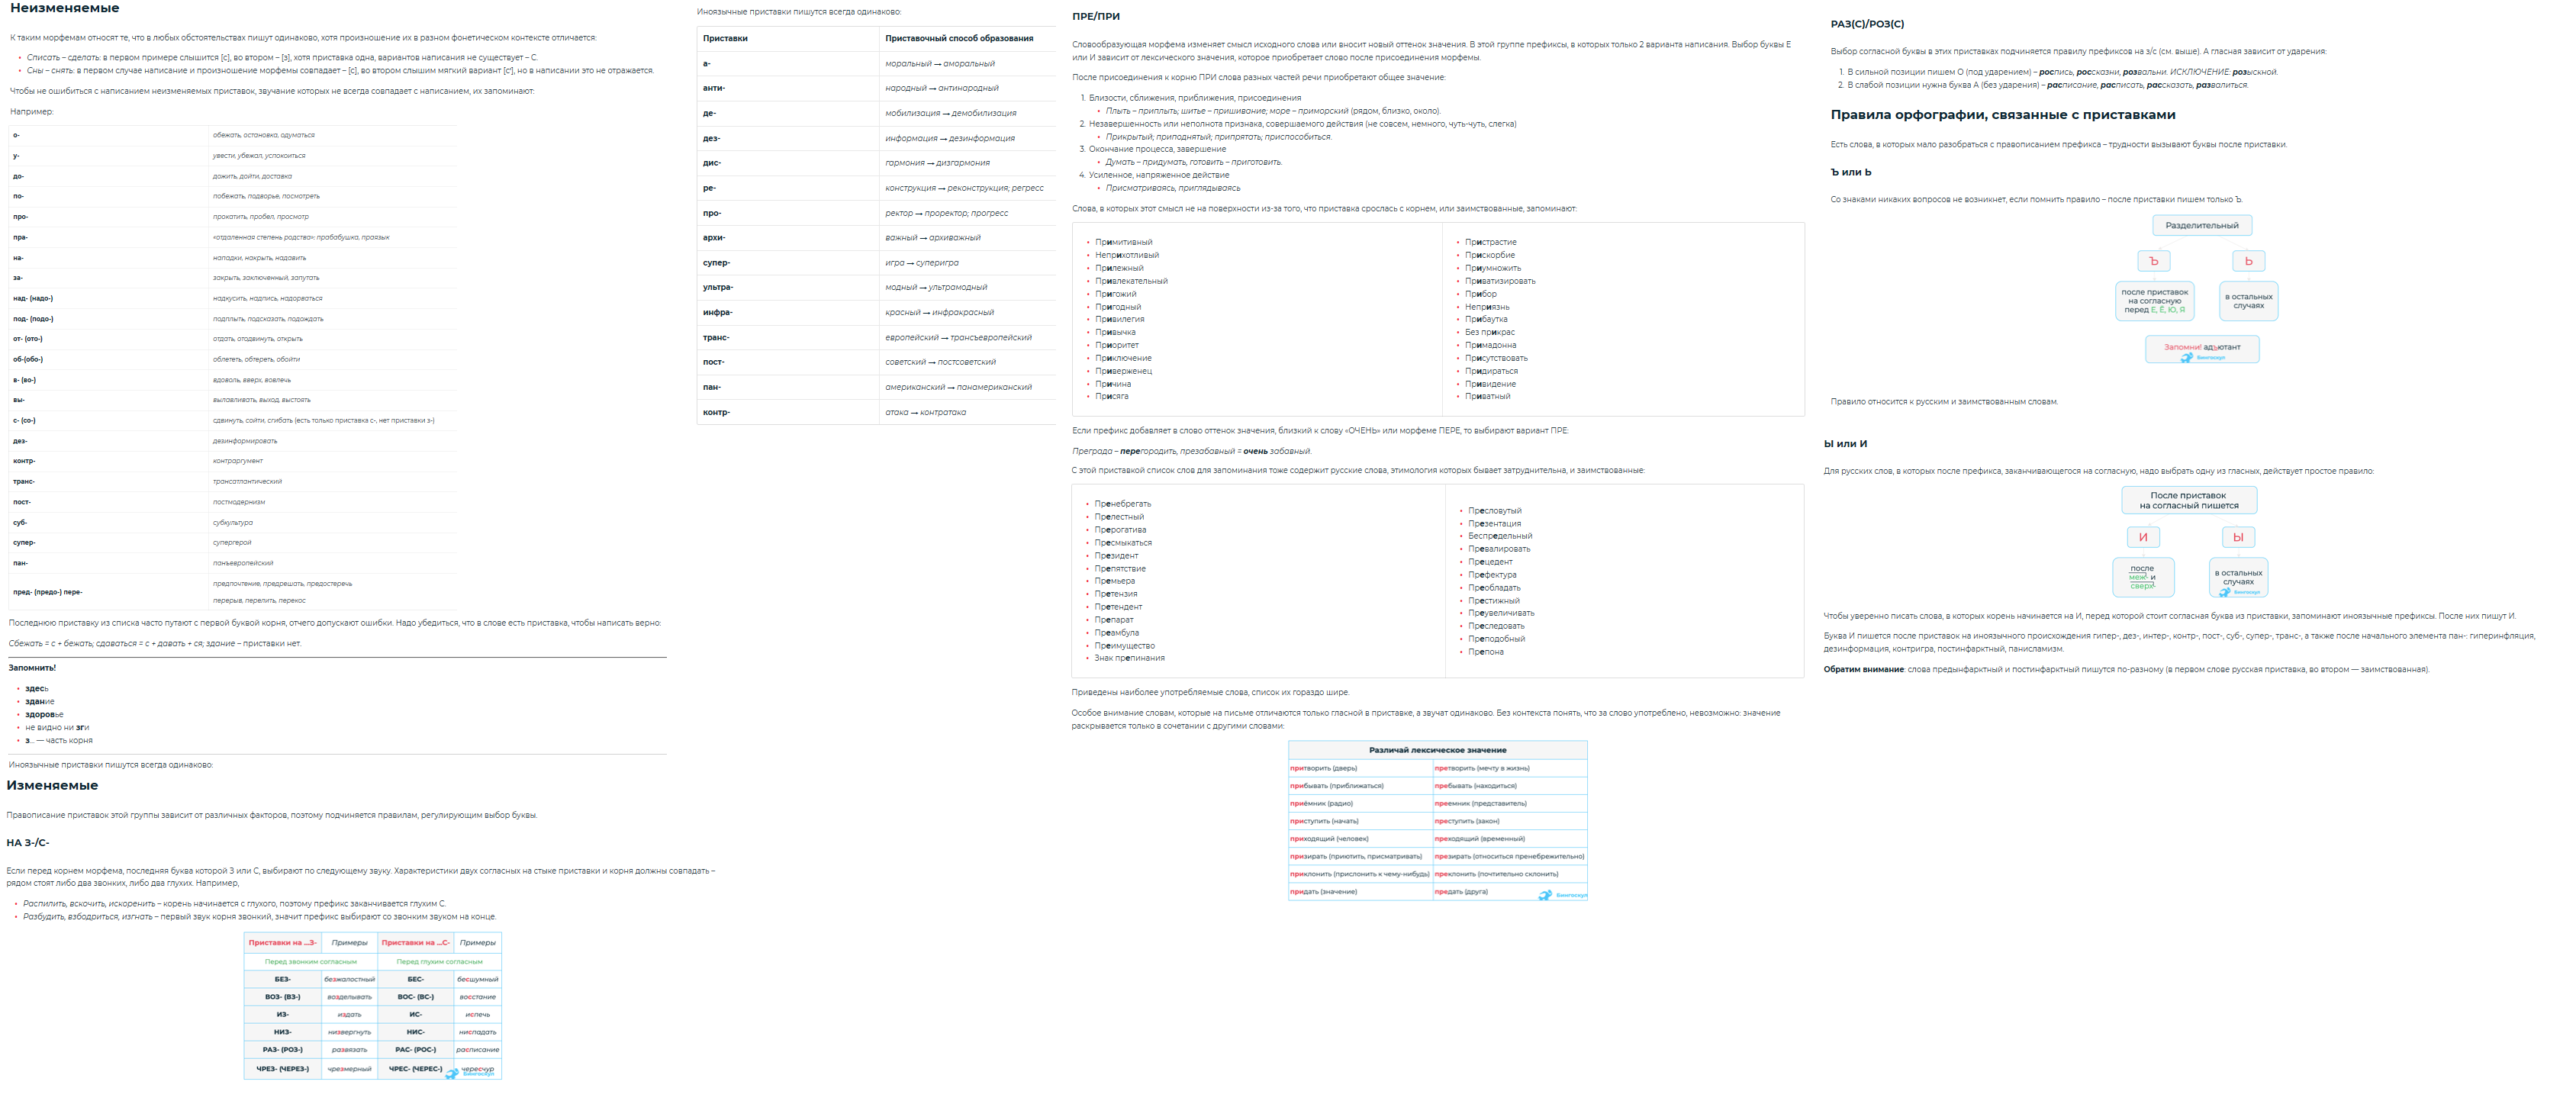 Неизменяемые
К таким морфемам относят те, что в любых обстоятельствах пишут одинаково, хотя произношение их в разном фонетическом контексте отличается:
• Списать – сделать: в первом примере слышится [с], во втором – [з], хотя приставка одна, вариантов написания не существует – С.
• Сны – снять: в первом случае написание и произношение морфемы совпадает – [с], во втором слышим мягкий вариант [с'], но в написании это не отражается.
Чтобы не ошибиться с написанием неизменяемых приставок, звучание которых не всегда совпадает с написанием, их запоминают:
Например:
о- обежать, остановка, одуматься
у- увести, убежал, успокоиться
до- дожить, дойти, доставка
по- побежать, подворье, посмотреть
про- прокатить, пробел, просмотр
пра- «отдаленная степень родства»: прабабушка, праязык
на- нападки, накрыть, надавить
за- закрыть, заключенный, запутать
над- (надо-) надкусить, надпись, надорваться
под- (подо-) подплыть, подсказать, подождать
от- (ото-) отдать, отодвинуть, открыть
об-(обо-) облететь, обтереть, обойти
в- (во-) вдоволь, вверх, вовлечь
вы- вылавливать, выход, выстоять
с- (со-) сдвинуть, сойти, сгибать (есть только приставка с-, нет приставки з-)
дез- дезинформировать
контр- контраргумент
транс- трансатлантический
пост- постмодернизм
суб- субкультура
супер- супергерой
пан- панъевропейский
пред- (предо-) пере- предпочтение, предрешать, предостеречь
перерыв, перепить, перекос
Последнюю приставку из списка часто путают с первой буквой корня, отчего допускают ошибки. Надо убедиться, что в слове есть приставка, чтобы написать верно:
Сбежать = с + бежать; сдаваться = с + давать + ся; здание – приставки нет.
Запомнить!
• здесь
• здание
• здоровье
• не видно ни зги
• з... — часть корня
Иноязычные приставки пишутся всегда одинаково:
Изменяемые
Правописание приставок этой группы зависит от различных факторов, поэтому подчиняется правилам, регулирующим выбор буквы.
НА З-/С-
Если перед корнем морфема, последняя буква которой З или С, выбирают по следующему звуку. Характеристики двух согласных на стыке приставки и корня должны совпадать –
рядом стоят либо два звонких, либо два глухих. Например,
• Распилить, вскочить, искоренить – корень начинается с глухого, поэтому префикс заканчивается глухим С.
• Разбудить, взбодриться, изгнать – первый звук корня звонкий, значит префикс выбирают со звонким звуком на конце.
Приставки на ...З- Примеры Приставки на ...С- Примеры
Перед звонким согласным Перед глухим согласным
БЕЗ- безжалостный БЕС- бесшумный
ВОЗ- (ВЗ-) возделывать ВОС- (ВС-) восстание
ИЗ- издать ИС- испечь
НИЗ- низвергнуть НИС- ниспадать
РАЗ- (РОЗ-) развязать РАС- (РОС-) расписание
ЧРЕЗ- (ЧЕРЕЗ-) чрезмерный ЧРЕС- (ЧЕРЕС-) чересчур
Бингоскул
Иноязычные приставки пишутся всегда одинаково:
Приставки Приставочный способ образования
а- моральный → аморальный
анти- народный → антинародный
де- мобилизация → демобилизация
дез- информация → дезинформация
дис- гармония → дизгармония
ре- конструкция → реконструкция; регресс
про- ректор → проректор; прогресс
архи- важный → архиважный
супер- игра → суперигра
ультра- модный → ультрамодный
инфра- красный → инфракрасный
транс- европейский → трансъевропейский
пост- советский → постсоветский
пан- американский → панамериканский
контр- атака → контратака
ПРЕ/ПРИ
Словообразующая морфема изменяет смысл исходного слова или вносит новый оттенок значения. В этой группе префиксы, в которых только 2 варианта написания. Выбор буквы Е
или И зависит от лексического значения, которое приобретает слово после присоединения морфемы.
После присоединения к корню ПРИ слова разных частей речи приобретают общее значение:
1. Близости, сближения, приближения, присоединения
• Плыть – приплыть; шитье – пришивание; море – приморский (рядом, близко, около).
2. Незавершенность или неполнота признака, совершаемого действия (не совсем, немного, чуть-чуть, слегка)
• Прикрытый; приподнятый; припрятать; приспособиться.
3. Окончание процесса, завершение
• Думать – придумать, готовить – приготовить.
4. Усиленное, напряженное действие
• Присматриваясь, приглядываясь
Слова, в которых этот смысл не на поверхности из-за того, что приставка срослась с корнем, или заимствованные, запоминают:
• Примитивный
• Неприхотливый
• Прилежный
• Привлекательный
• Пригожий
• Пригодный
• Привилегия
• Привычка
• Приоритет
• Приключение
• Приверженец
• Причина
• Присяга
• Пристрастие
• Прискорбие
• Приумножить
• Приватизировать
• Прибор
• Неприязнь
• Прибаутка
• Без прикрас
• Примадонна
• Присутствовать
• Придираться
• Привидение
• Приватный
Если префикс добавляет в слово оттенок значения, близкий к слову «ОЧЕНЬ» или морфеме ПЕРЕ, то выбирают вариант ПРЕ:
Преграда – перегородить, презабавный = очень забавный.
С этой приставкой список слов для запоминания тоже содержит русские слова, этимология которых бывает затруднительна, и заимствованные:
• Пренебрегать
• Прелестный
• Прерогатива
• Пресмыкаться
• Президент
• Препятствие
• Премьера
• Претензия
• Претендент
• Препарат
• Преамбула
• Преимущество
• Знак препинания
• Пресловутый
• Презентация
• Беспредельный
• Превалировать
• Прецедент
• Префектура
• Преобладать
• Престижный
• Преувеличивать
• Преследовать
• Преподобный
• Препона
Приведены наиболее употребляемые слова, список их гораздо шире.
Особое внимание словам, которые на письме отличаются только гласной в приставке, а звучат одинаково. Без контекста понять, что за слово употреблено, невозможно: значение
раскрывается только в сочетании с другими словами:
Различай лексическое значение
притворить (дверь) претворить (мечту в жизнь)
прибывать (приближаться) пребывать (находиться)
приёмник (радио) преемник (представитель)
приступить (начать) преступить (закон)
приходящий (человек) преходящий (временный)
призирать (приютить, присматривать) презирать (относиться пренебрежительно)
приклонить (прислонить к чему-нибудь) преклонить (почтительно склонить)
придать (значение) предать (друга)
Бингоскул
РАЗ(С)/РОЗ(С)
Выбор согласной буквы в этих приставках подчиняется правилу префиксов на з/с (см. выше). А гласная зависит от ударения:
1. В сильной позиции пишем О (под ударением) – роспись, россказни, розвальни. ИСКЛЮЧЕНИЕ: розыскной.
2. В слабой позиции нужна буква А (без ударения) – расписание, расписать, рассказать, развалиться.
Правила орфографии, связанные с приставками
Есть слова, в которых мало разобраться с правописанием префикса – трудности вызывают буквы после приставки.
Ъ или Ь
Со знаками никаких вопросов не возникнет, если помнить правило – после приставки пишем только Ъ.
Разделительный
Ъ Ь
после приставок
на согласную
перед Е, Ё, Ю, Я
в остальных
случаях
Запомни! адъютант
Бингоскул
Правило относится к русским и заимствованным словам.
Ы или И
Для русских слов, в которых после префикса, заканчивающегося на согласную, надо выбрать одну из гласных, действует простое правило:
После приставок
на согласный пишется
И Ы
после
меж- и
сверх-
в остальных
случаях
Бингоскул
Чтобы уверенно писать слова, в которых корень начинается на И, перед которой стоит согласная буква из приставки, запоминают иноязычные префиксы. После них пишут И.
Буква И пишется после приставок на иноязычного происхождения гипер-, дез-, интер-, контр-, пост-, суб-, супер-, транс-, а также после начального элемента пан-: гиперинфляция,
дезинформация, контригра, постинфарктный, панисламизм.
Обратим внимание: слова предынфарктный и постинфарктный пишутся по-разному (в первом слове русская приставка, во втором — заимствованная).